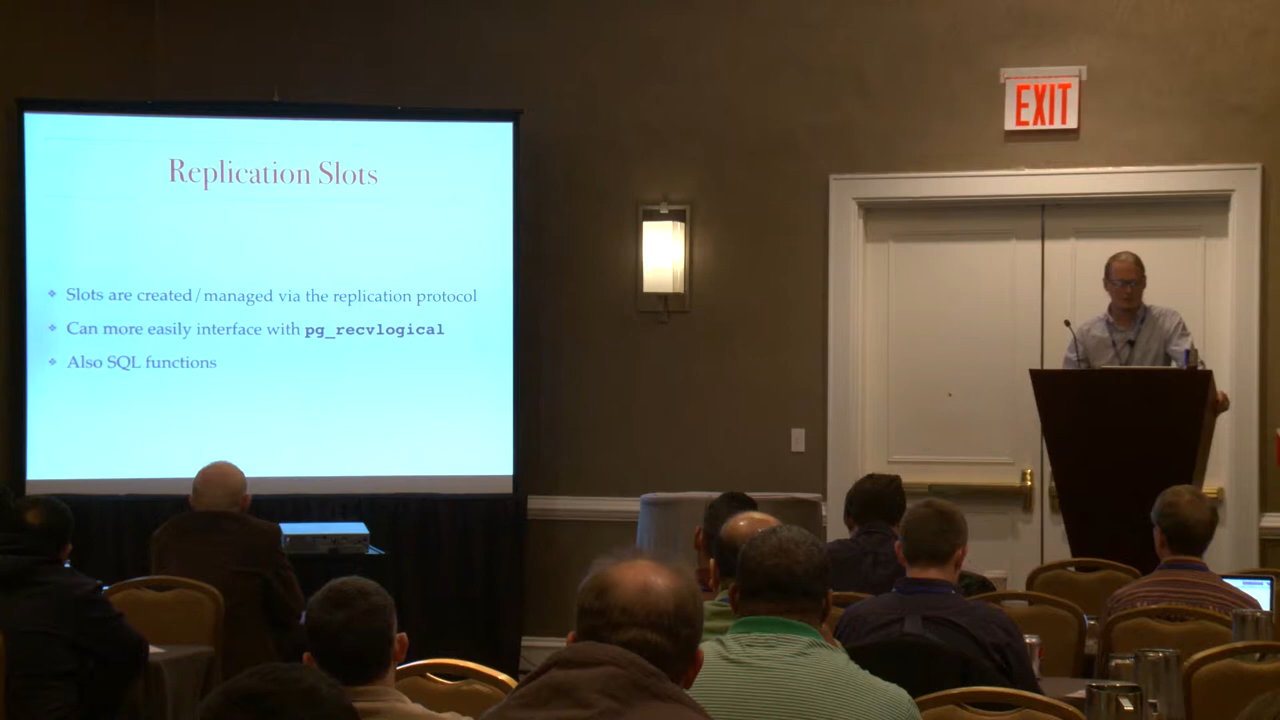 Replication Slots
❖ Slots are created/managed via the replication protocol
❖ Can more easily interface with pg_recvlogical
❖ Also SQL functions
EXIT